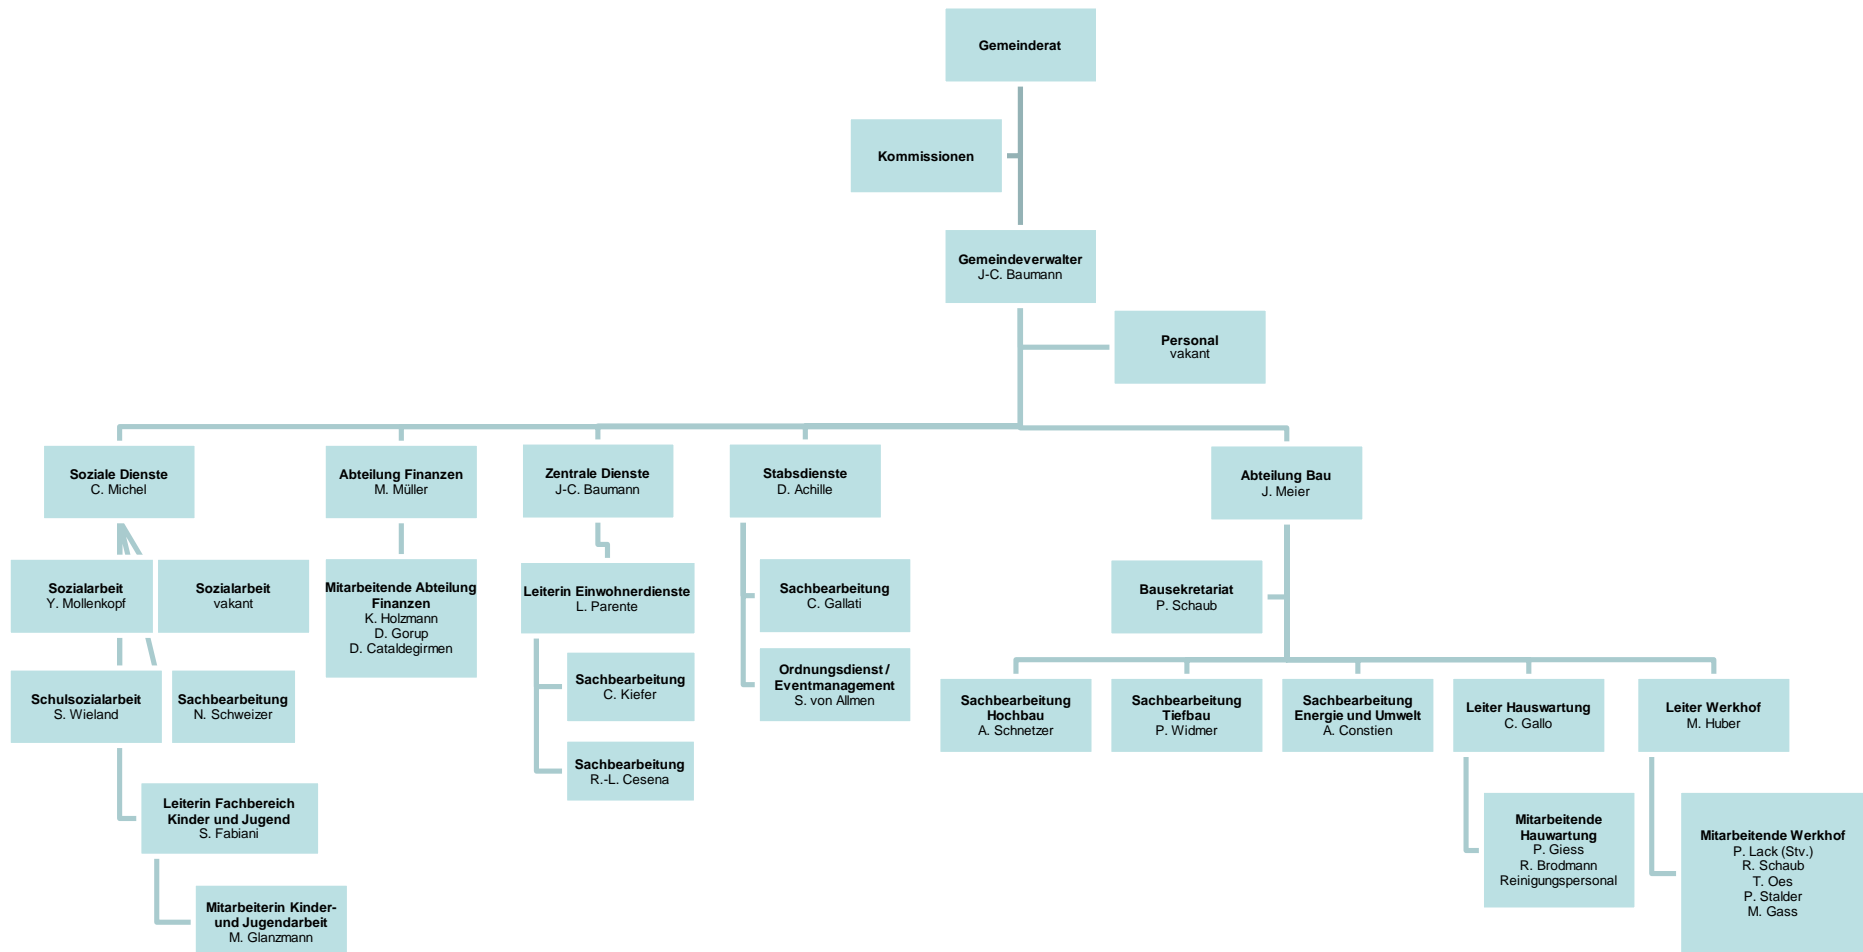 Gemeinderat
Kommissionen
Gemeindeverwalter
J-C. Baumann
Personal
vakant
Soziale Dienste
C. Michel
Abteilung Finanzen
M. Müller
Zentrale Dienste
J-C. Baumann
Stabsdienste
D. Achille
Abteilung Bau
J. Meier
Sozialarbeit
Y. Mollenkopf
Sozialarbeit
vakant
Mitarbeitende Abteilung
Finanzen
K. Holzmann
D. Gorup
D. Cataldegirmen
Leiterin Einwohnerdienste
L. Parente
Sachbearbeitung
C. Gallati
Bausekretariat
P. Schaub
Schulsozialarbeit
S. Wieland
Sachbearbeitung
N. Schweizer
Sachbearbeitung
C. Kiefer
Ordnungsdienst /
Eventmanagement
S. von Allmen
Sachbearbeitung
Hochbau
A. Schnetzer
Sachbearbeitung
Tiefbau
P. Widmer
Sachbearbeitung
Energie und Umwelt
A. Constien
Leiter Hauswartung
C. Gallo
Leiter Werkhof
M. Huber
Sachbearbeitung
R.-L. Cesena
Leiterin Fachbereich
Kinder und Jugend
S. Fabiani
Mitarbeitende
Hauwartung
P. Giess
R. Brodmann
Reinigungspersonal
Mitarbeitende Werkhof
P. Lack (Stv.)
R. Schaub
T. Oes
P. Stalder
M. Gass
Mitarbeiterin Kinder-
und Jugendarbeit
M. Glanzmann